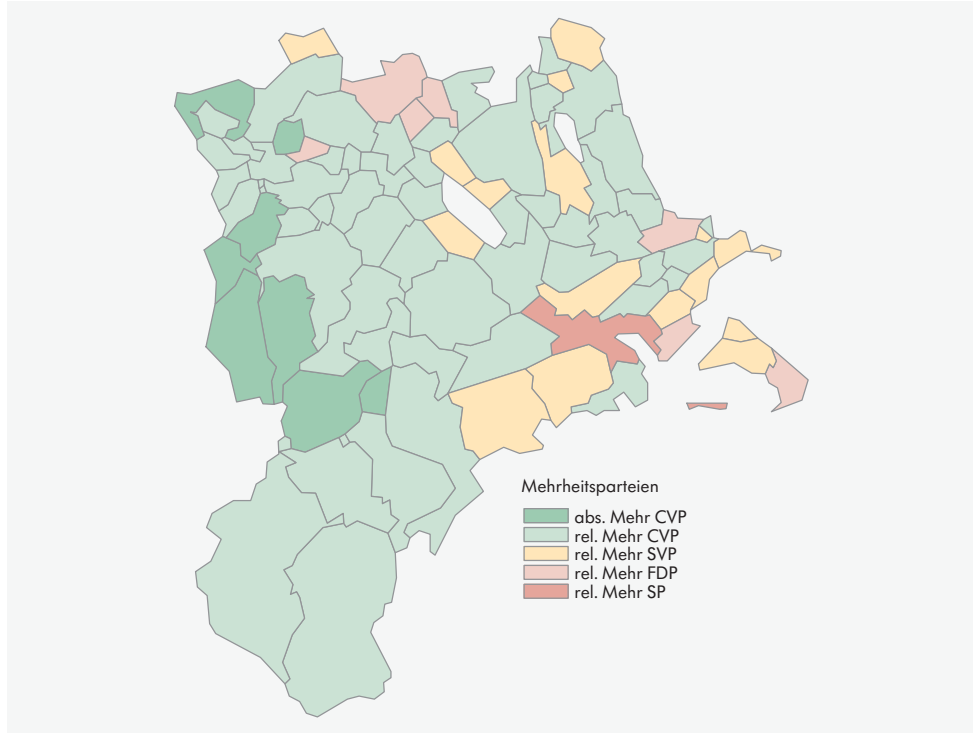 Mehrheitsparteien
abs. Mehr CVP
rel. Mehr CVP
rel. Mehr SVP
rel. Mehr FDP
rel. Mehr SP